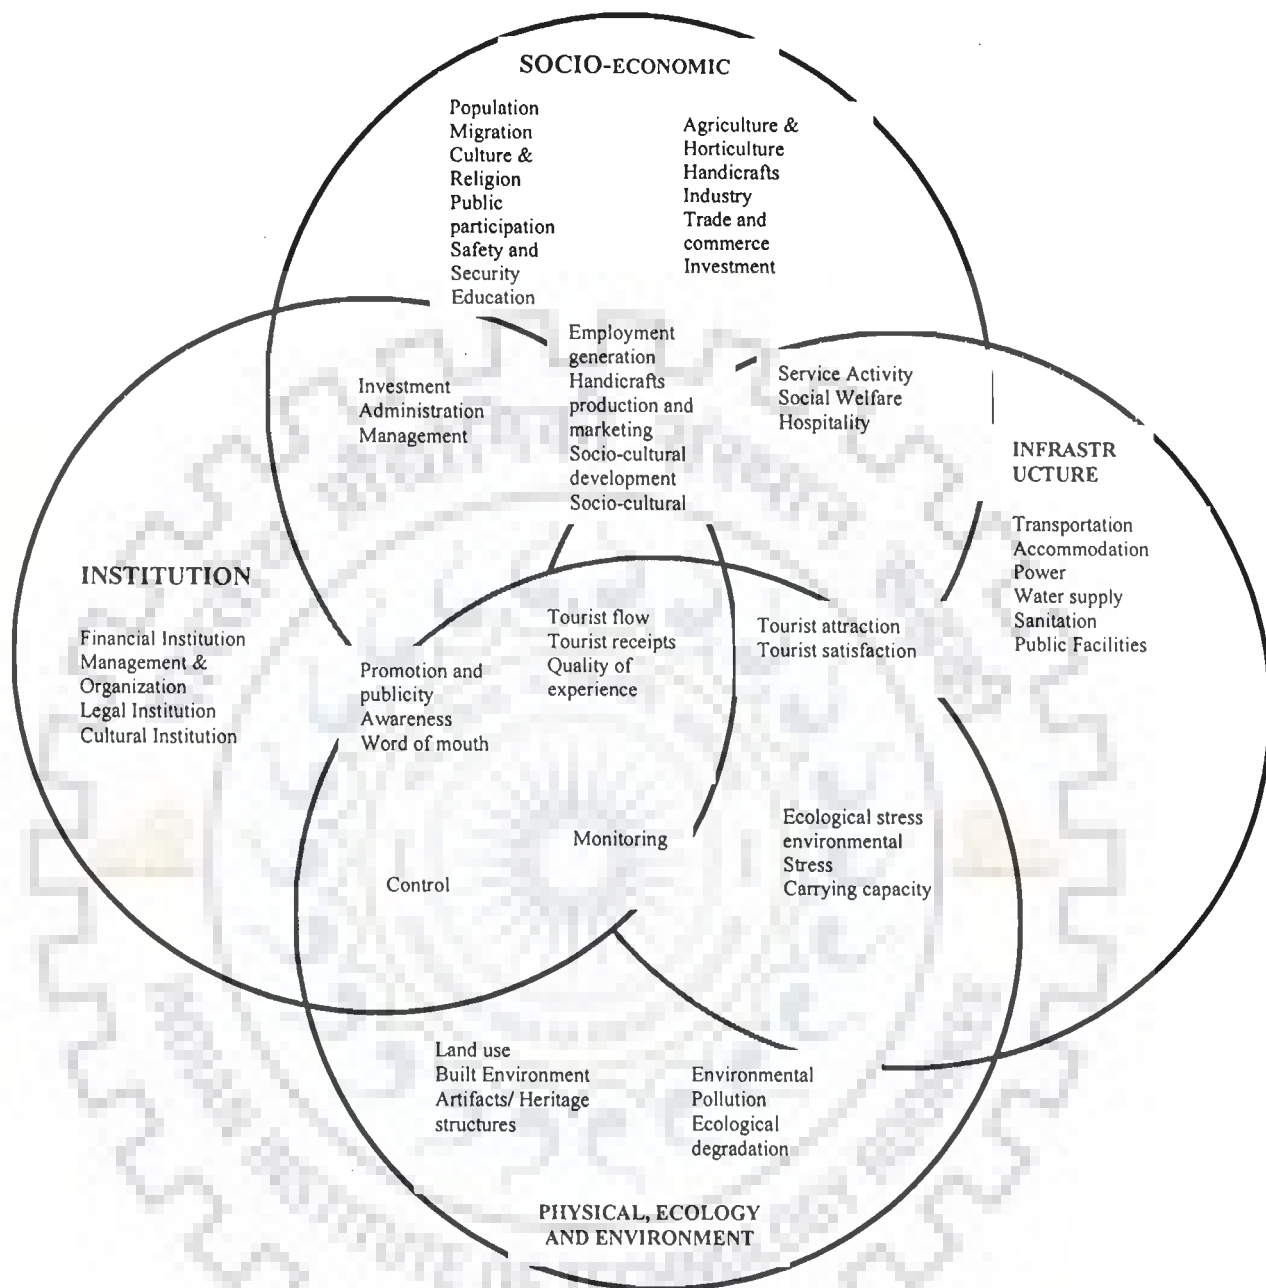 SOCIO-ECONOMIC
Population
Migration
Culture &
Religion
Public
participation
Safety and
Security
Education
Agriculture &
Horticulture
Handicrafts
Industry
Trade and
commerce
Investment
Investment
Administration
Management
Employment
generation
Handicrafts
production and
marketing
Socio-cultural
development
Socio-cultural
Service Activity
Social Welfare
Hospitality
INFRASTR
UCTURE
Transportation
Accommodation
Power
Water supply
Sanitation
Public Facilities
INSTITUTION
Financial Institution
Management &
Organization
Legal Institution
Cultural Institution
Promotion and
publicity
Awareness
Word of mouth
Tourist flow
Tourist receipts
Quality of
experience
Tourist attraction
Tourist satisfaction
Monitoring
Control
Ecological stress
environmental
Stress
Carrying capacity
Land use
Built Environment
Artifacts/ Heritage
structures
Environmental
Pollution
Ecological
degradation
PHYSICAL, ECOLOGY
AND ENVIRONMENT